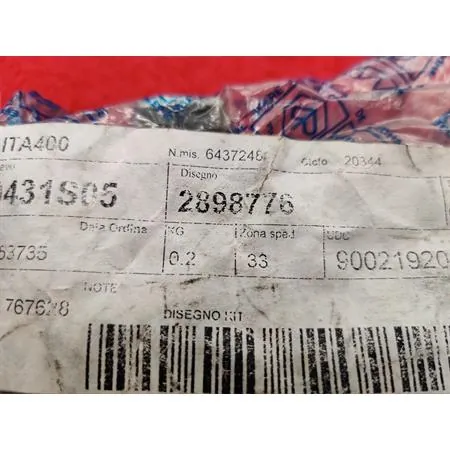 ITA400
N.mis. 6437248 Ciclo 20344
Disegno
431S05 2898776
Data Ordine KG Zona sped.
63735 0.2 33 90021920
NOTE
767628 DISEGNO KIT